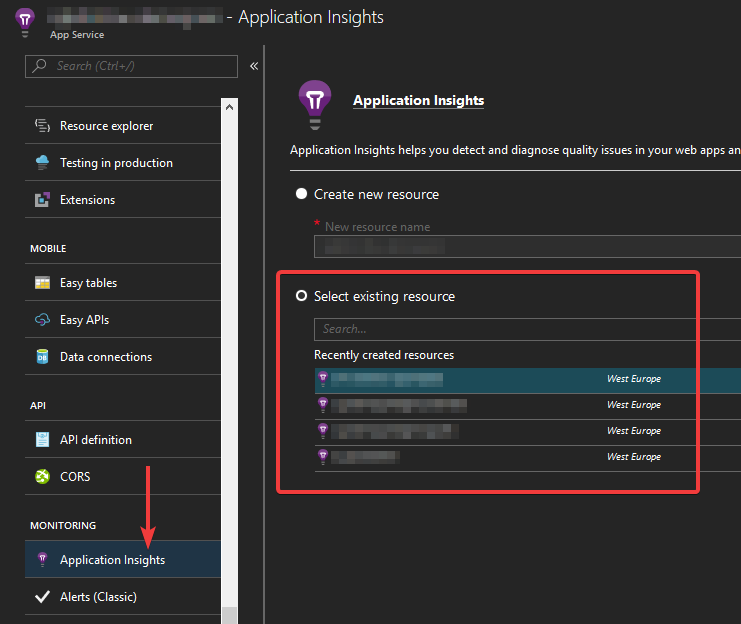 - Application Insights
App Service
Search (Ctrl+/)
«
Resource explorer
Testing in production
Extensions
MOBILE
Easy tables
Easy APIs
Data connections
API
API definition
CORS
MONITORING
Application Insights
Alerts (Classic)
Application Insights
Application Insights helps you detect and diagnose quality issues in your web apps an
Create new resource
* New resource name
Select existing resource
Search...
Recently created resources
West Europe
West Europe
West Europe
West Europe